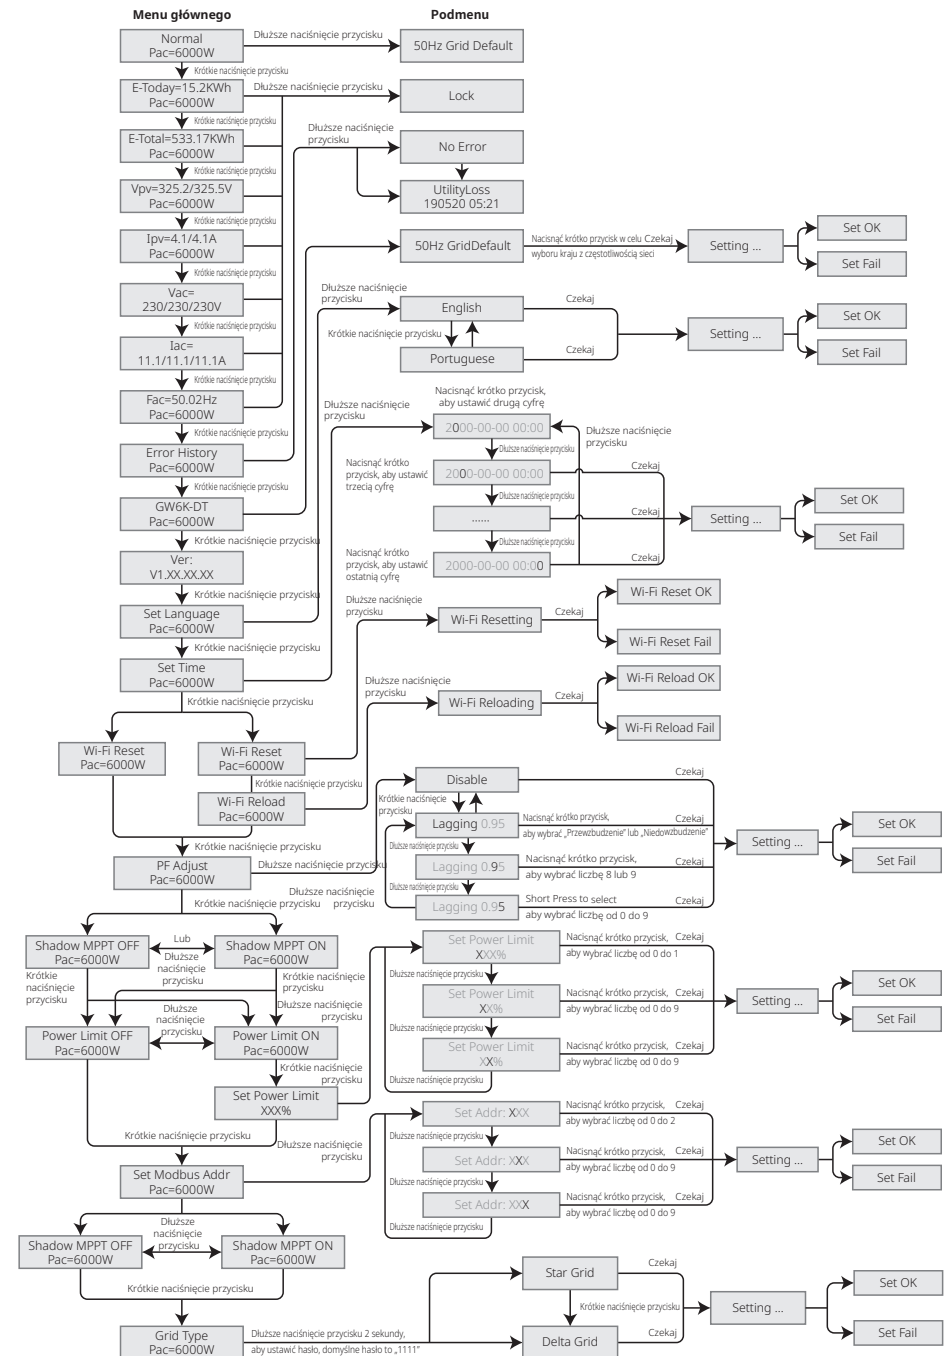 Menu głównego
Podmenu
Normal
Pac=6000W
Dłuższe naciśnięcie przycisku
50Hz Grid Default
Krótkie naciśnięcie przycisku
E-Today=15.2KWh
Pac=6000W
Dłuższe naciśnięcie przycisku
Lock
Krótkie naciśnięcie przycisku
E-Total=533.17KWh
Pac=6000W
Dłuższe naciśnięcie
przycisku
No Error
Krótkie naciśnięcie przycisku
Vpv=325.2/325.5V
Pac=6000W
UtilityLoss
190520 05:21
Krótkie naciśnięcie przycisku
Ipv=4.1/4.1A
Pac=6000W
50Hz GridDefault
Nacisnąć krótko przycisk w celu Czekaj
wyboru kraju z częstotliwością sieci
Setting ...
Set OK
Set Fail
Krótkie naciśnięcie przycisku
Vac=
230/230/230V
Dłuższe naciśnięcie
przycisku
English
Czekaj
Krótkie naciśnięcie przycisku
Krótkie naciśnięcie przycisku
Setting ...
Set OK
Set Fail
Iac=
11.1/11.1/11.1A
Portuguese
Czekaj
Krótkie naciśnięcie przycisku
Fac=50.02Hz
Pac=6000W
Nacisnąć krótko przycisk,
aby ustawić drugą cyfrę
Dłuższe naciśnięcie
przycisku
2000-00-00 00:00
Dłuższe naciśnięcie
przycisku
Krótkie naciśnięcie przycisku
Dłuższe naciśnięcie przycisku
Error History
Pac=6000W
Nacisnąć krótko
przycisk, aby ustawić
trzecią cyfrę
2000-00-00 00:00
Czekaj
Krótkie naciśnięcie przycisku
Dłuższe naciśnięcie przycisku
GW6K-DT
Pac=6000W
......
Czekaj
Setting ...
Set OK
Set Fail
Krótkie naciśnięcie przycisku
Dłuższe naciśnięcie przycisku
Ver:
V1.XX.XX.XX
Nacisnąć krótko
przycisk, aby ustawić
ostatnią cyfrę
2000-00-00 00:00
Czekaj
Krótkie naciśnięcie przycisku
Set Language
Pac=6000W
Dłuższe naciśnięcie
przycisku
Wi-Fi Resetting
Czekaj
Wi-Fi Reset OK
Wi-Fi Reset Fail
Krótkie naciśnięcie przycisku
Set Time
Pac=6000W
Dłuższe naciśnięcie
przycisku
Wi-Fi Reloading
Czekaj
Wi-Fi Reload OK
Wi-Fi Reload Fail
Krótkie naciśnięcie przycisku
Wi-Fi Reset
Pac=6000W
Wi-Fi Reset
Pac=6000W
Krótkie naciśnięcie przycisku
Wi-Fi Reload
Pac=6000W
Disable
Czekaj
Krótkie naciśnięcie
przycisku
Lagging 0.95
Nacisnąć krótko przycisk,
Czekaj
aby wybrać „Przewzbudzenie” lub „Niedowzbudzenie”
Krótkie naciśnięcie przycisku
Dłuższe naciśnięcie przycisku
Setting ...
Set OK
Set Fail
PF Adjust
Pac=6000W
Dłuższe naciśnięcie przycisku
Lagging 0.95
Nacisnąć krótko przycisk,
Czekaj
aby wybrać liczbę 8 lub 9
Dłuższe naciśnięcie przycisku
Krótkie naciśnięcie przycisku
Dłuższe naciśnięcie
przycisku
Lagging 0.95
Short Press to select
Czekaj
aby wybrać liczbę od 0 do 9
Shadow MPPT OFF
Pac=6000W
Lub
Dłuższe
naciśnięcie
przycisku
Shadow MPPT ON
Pac=6000W
Set Power Limit
XXX%
Nacisnąć krótko przycisk, Czekaj
aby wybrać liczbę od 0 do 1
Krótkie
naciśnięcie
przycisku
Krótkie naciśnięcie
przycisku
Dłuższe naciśnięcie przycisku
Dłuższe
naciśnięcie
przycisku
Dłuższe naciśnięcie
przycisku
Set Power Limit
XXX%
Nacisnąć krótko przycisk, Czekaj
aby wybrać liczbę od 0 do 9
Setting ...
Set OK
Set Fail
Power Limit OFF
Pac=6000W
Power Limit ON
Pac=6000W
Dłuższe naciśnięcie przycisku
Set Power Limit
XXX%
Nacisnąć krótko przycisk, Czekaj
aby wybrać liczbę od 0 do 9
Krótkie naciśnięcie
przycisku
Dłuższe naciśnięcie przycisku
Set Power Limit
XXX%
Set Addr: XXX
Nacisnąć krótko przycisk, Czekaj
aby wybrać liczbę od 0 do 2
Krótkie naciśnięcie przycisku
Dłuższe naciśnięcie
przycisku
Dłuższe naciśnięcie przycisku
Set Addr: XXX
Nacisnąć krótko przycisk, Czekaj
aby wybrać liczbę od 0 do 9
Setting ...
Set OK
Set Fail
Set Modbus Addr
Pac=6000W
Dłuższe naciśnięcie przycisku
Set Addr: XXX
Nacisnąć krótko przycisk, Czekaj
aby wybrać liczbę od 0 do 9
Dłuższe naciśnięcie przycisku
Dłuższe
naciśnięcie
przycisku
Shadow MPPT OFF
Pac=6000W
Shadow MPPT ON
Pac=6000W
Krótkie naciśnięcie przycisku
Star Grid
Czekaj
Krótkie naciśnięcie przycisku
Setting ...
Set OK
Set Fail
Grid Type
Pac=6000W
Dłuższe naciśnięcie przycisku 2 sekundy,
aby ustawić hasło, domyślne hasło to „1111”
Delta Grid
Czekaj